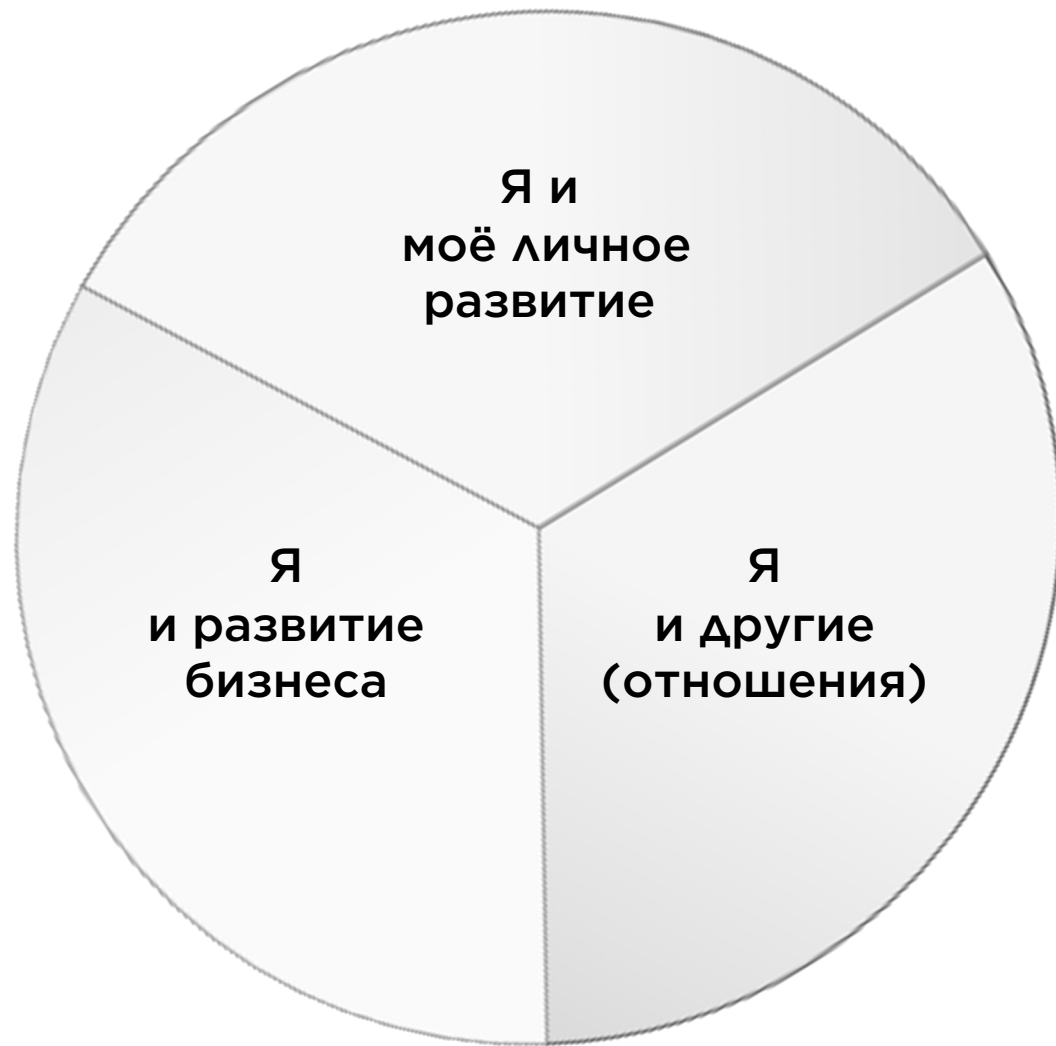 Я и
моё личное
развитие
Я
и развитие
бизнеса
Я
и другие
(отношения)